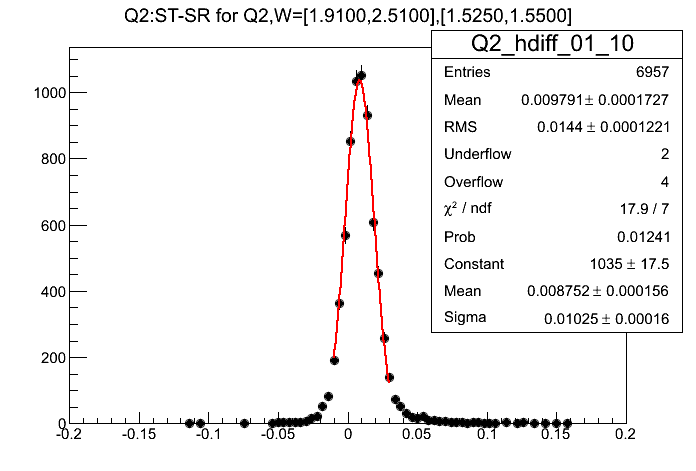 Q2:ST-SR for Q2,W=[1.9100,2.5100],[1.5250,1.5500]
Q2_hdiff_01_10
Entries 6957
Mean 0.009791± 0.0001727
RMS 0.0144 ± 0.0001221
Underflow 2
Overflow 4
χ² / ndf 17.9 / 7
Prob 0.01241
Constant 1035 ± 17.5
Mean 0.008752 ± 0.000156
Sigma 0.01025 ± 0.00016
1000
800
600
400
200
0
-0.2 -0.15 -0.1 -0.05 0 0.05 0.1 0.15 0.2